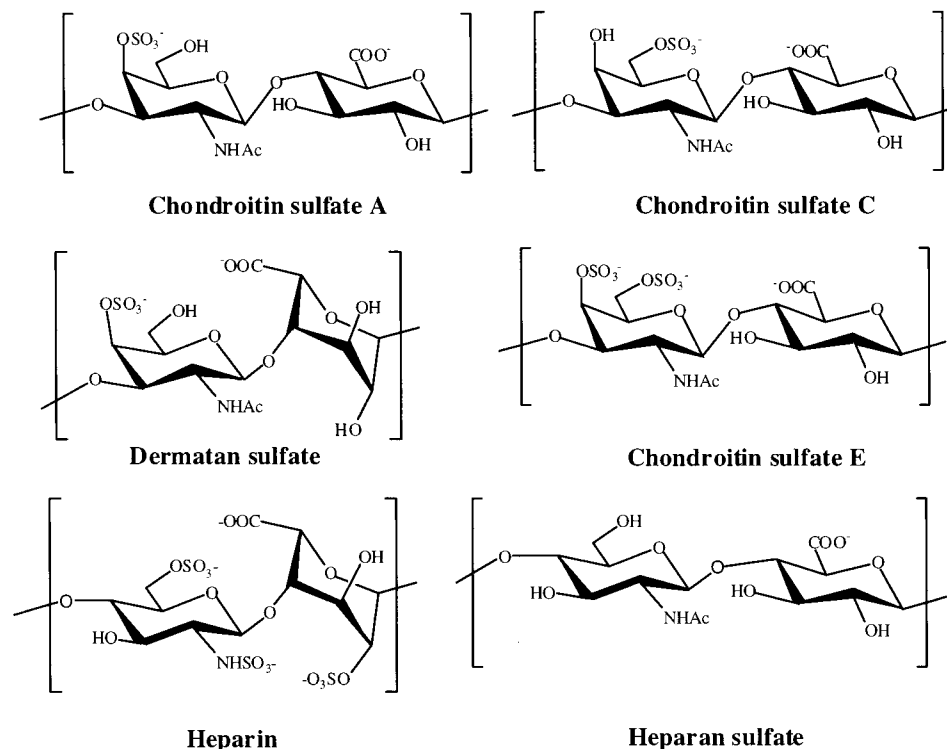 OSO₃⁻ OH O O O COO⁻ O HO OH NHAc
Chondroitin sulfate A
OH OSO₃⁻ O O O ⁻OOC O HO OH NHAc
Chondroitin sulfate C
OSO₃⁻ OH O O O ⁻OOC O OH HO NHAc
Dermatan sulfate
OSO₃⁻ OSO₃⁻ O O O ⁻OOC O HO OH NHAc
Chondroitin sulfate E
OSO₃⁻ O O HO NHSO₃⁻ O -OOC O OH -O₃SO
Heparin
OH O O HO NHAc O COO⁻ O HO OH
Heparan sulfate